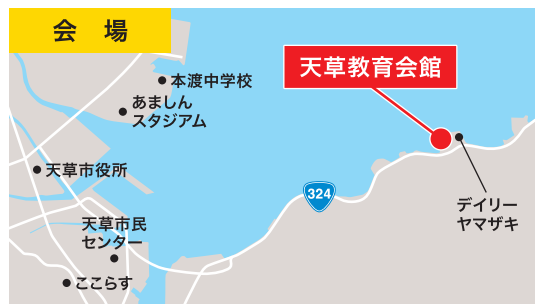 会 場
天草教育会館
本渡中学校
あましん
スタジアム
天草市役所
324
デイリー
ヤマザキ
天草市民
センター
ここらす